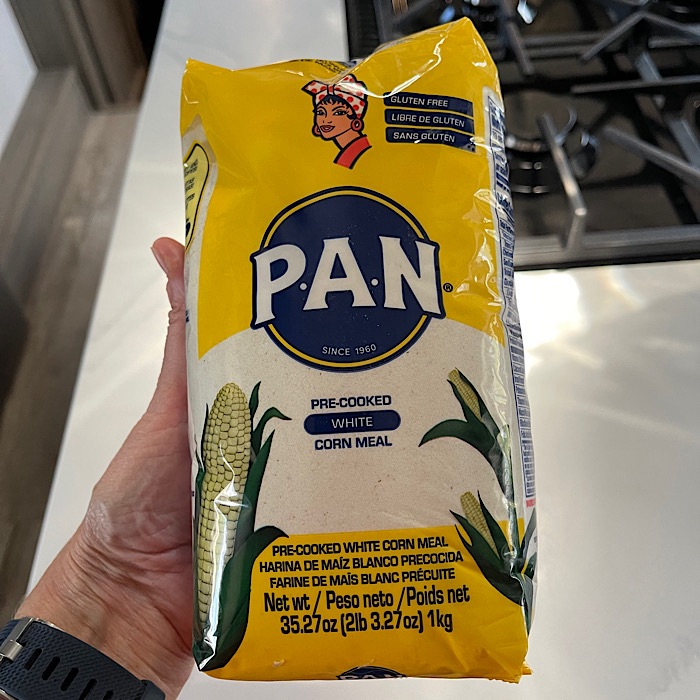 GLUTEN FREE
LIBRE DE GLUTEN
SANS GLUTEN
P.A.N®
SINCE 1960
PRE-COOKED
WHITE
CORN MEAL
PRE-COOKED WHITE CORN MEAL
HARINA DE MAÍZ BLANCO PRECOCIDA
FARINE DE MAÏS BLANC PRÉCUITE
Net wt / Peso neto / Poids net
35.27oz (2lb 3.27oz) 1kg
P.A.N